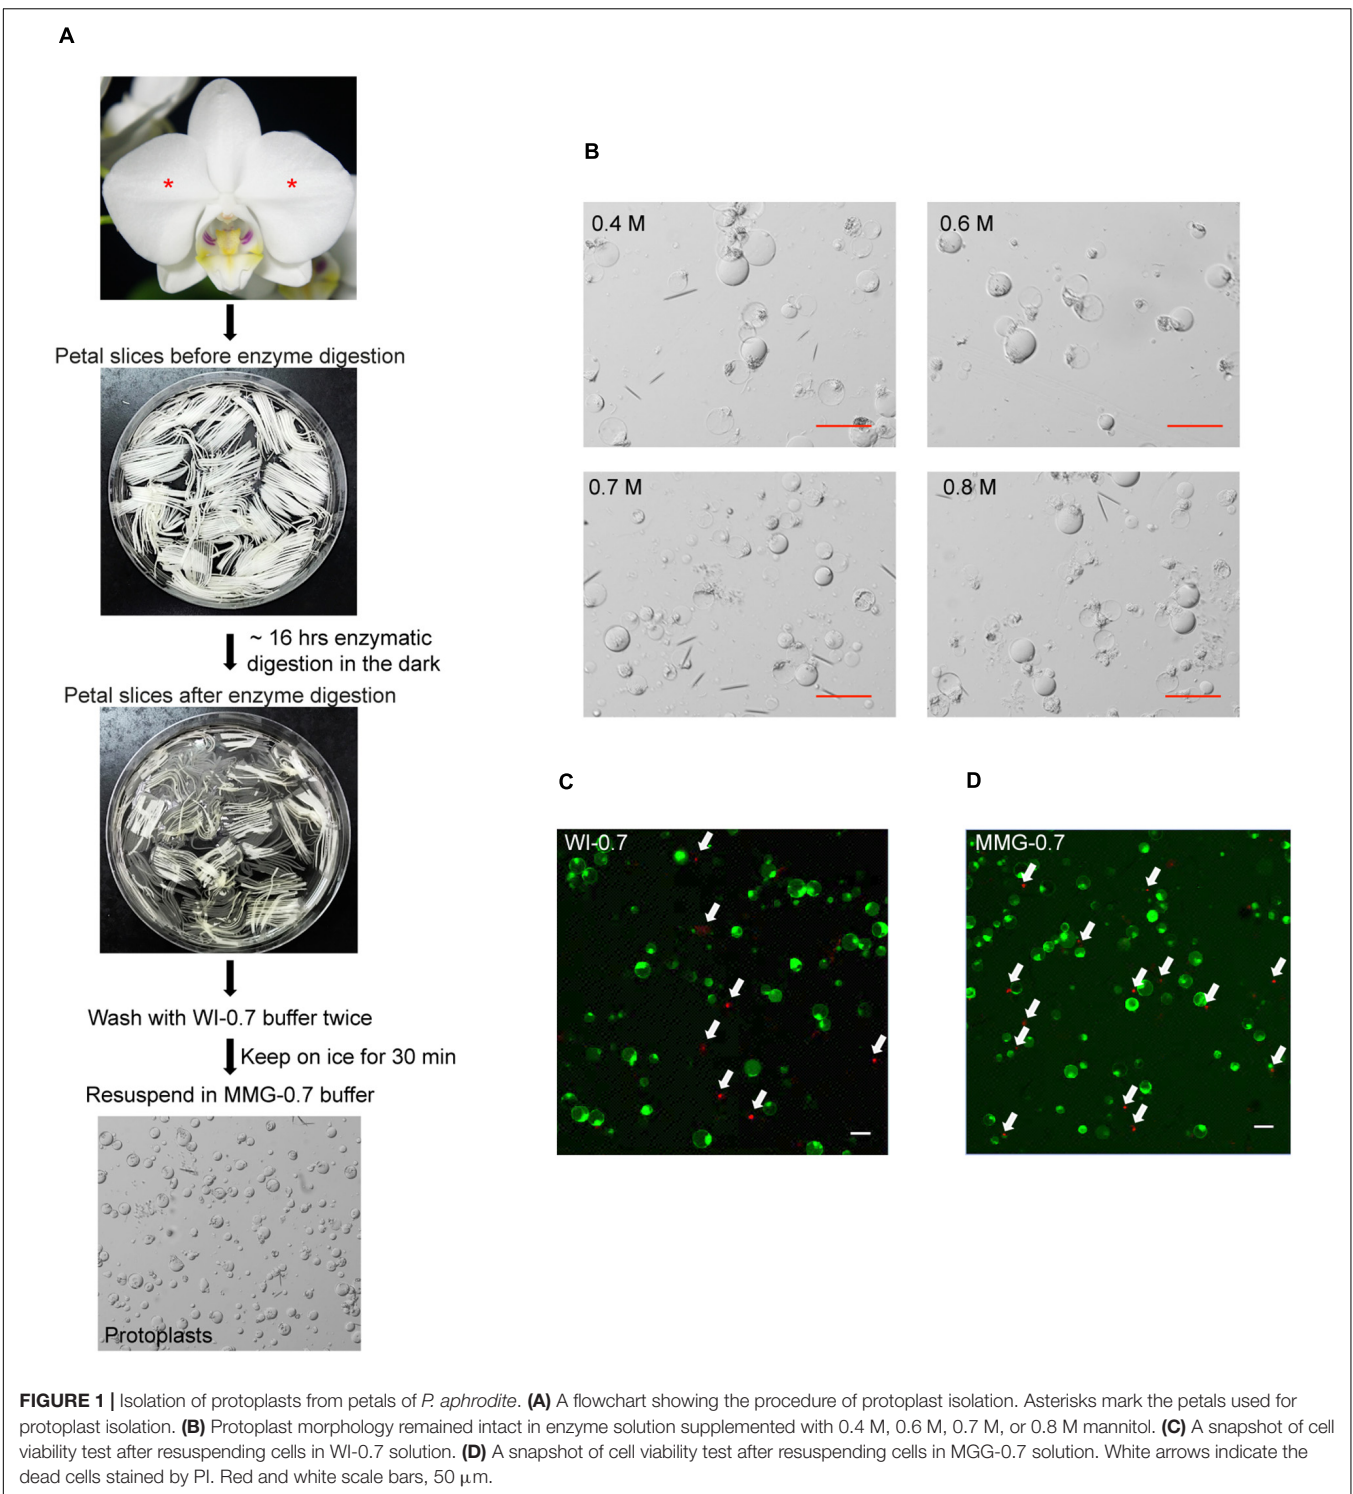 A
*
*
Petal slices before enzyme digestion
~ 16 hrs enzymatic
digestion in the dark
Petal slices after enzyme digestion
Wash with WI-0.7 buffer twice
Keep on ice for 30 min
Resuspend in MMG-0.7 buffer
Protoplasts
B
0.4 M
0.6 M
0.7 M
0.8 M
C
WI-0.7
D
MMG-0.7
FIGURE 1 | Isolation of protoplasts from petals of P. aphrodite. (A) A flowchart showing the procedure of protoplast isolation. Asterisks mark the petals used for
protoplast isolation. (B) Protoplast morphology remained intact in enzyme solution supplemented with 0.4 M, 0.6 M, 0.7 M, or 0.8 M mannitol. (C) A snapshot of cell
viability test after resuspending cells in WI-0.7 solution. (D) A snapshot of cell viability test after resuspending cells in MGG-0.7 solution. White arrows indicate the
dead cells stained by PI. Red and white scale bars, 50 μm.